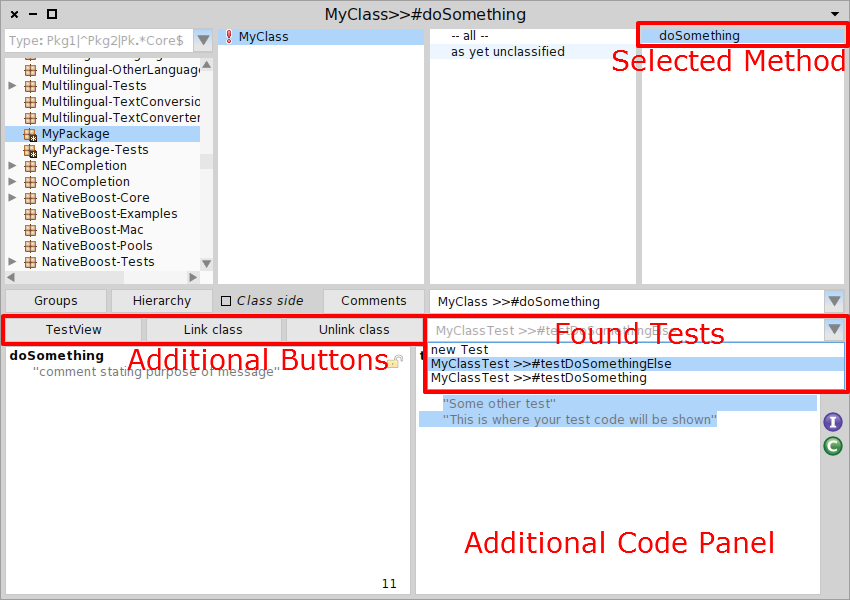 MyClass>>#doSomething
Type: Pkg1|^Pkg2|Pk.*Core$
Multilingual-OtherLanguage
Multilingual-Tests
Multilingual-TextConversio
Multilingual-TextConverter
MyPackage
MyPackage-Tests
NECompletion
NOCompletion
NativeBoost-Core
NativeBoost-Examples
NativeBoost-Mac
NativeBoost-Pools
NativeBoost-Tests
MyClass
-- all --
as yet unclassified
doSomething
Selected Method
Groups
Hierarchy
Class side
Comments
MyClass >>#doSomething
TestView
Link class
Unlink class
MyClassTest >>#testDoSomethingElse
Found Tests
new Test
MyClassTest >>#testDoSomethingElse
MyClassTest >>#testDoSomething
doSomething
"comment stating purpose of message"
Additional Buttons
"Some other test"
"This is where your test code will be shown"
I
C
Additional Code Panel
11